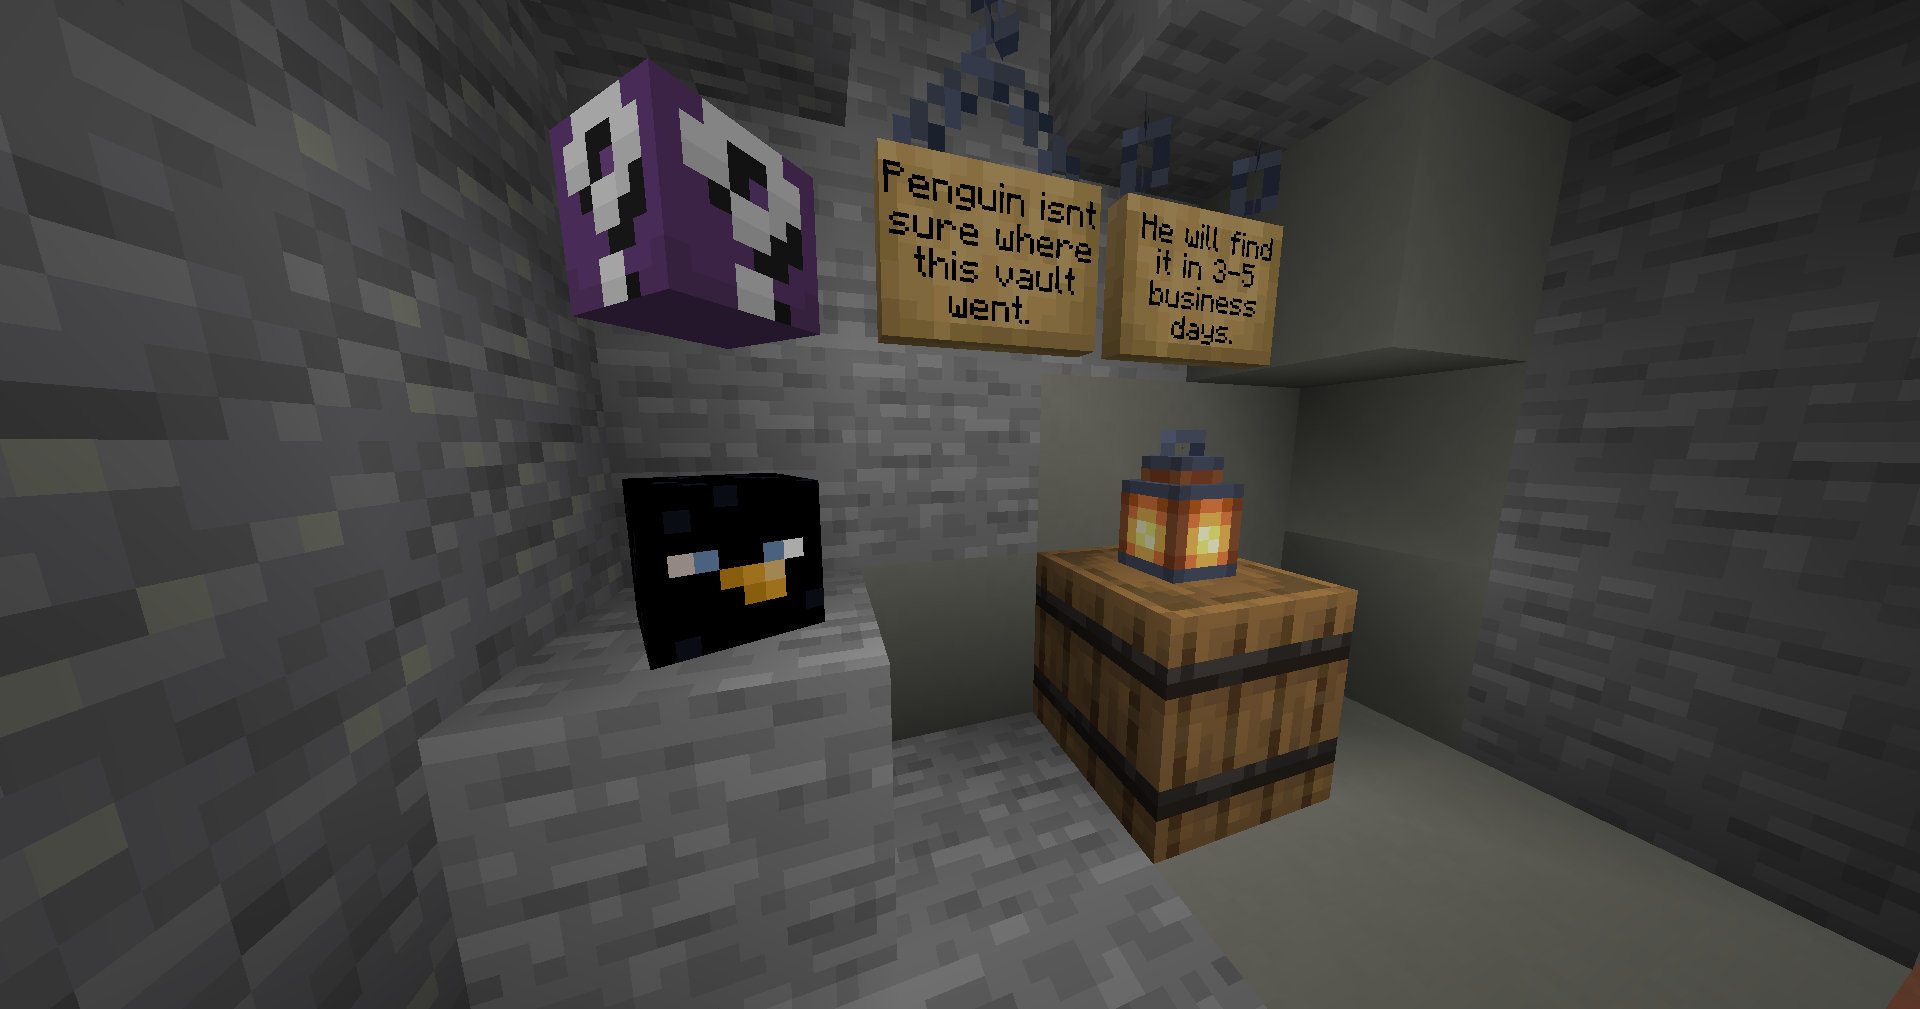 Penguin isnt
sure where
this vault
went.
He will find
it in 3-5
business
days.